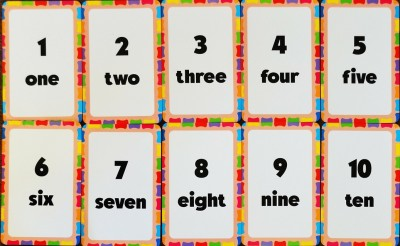 1 2 3 4 5
one two three four five
6 7 8 9 10
six seven eight nine ten